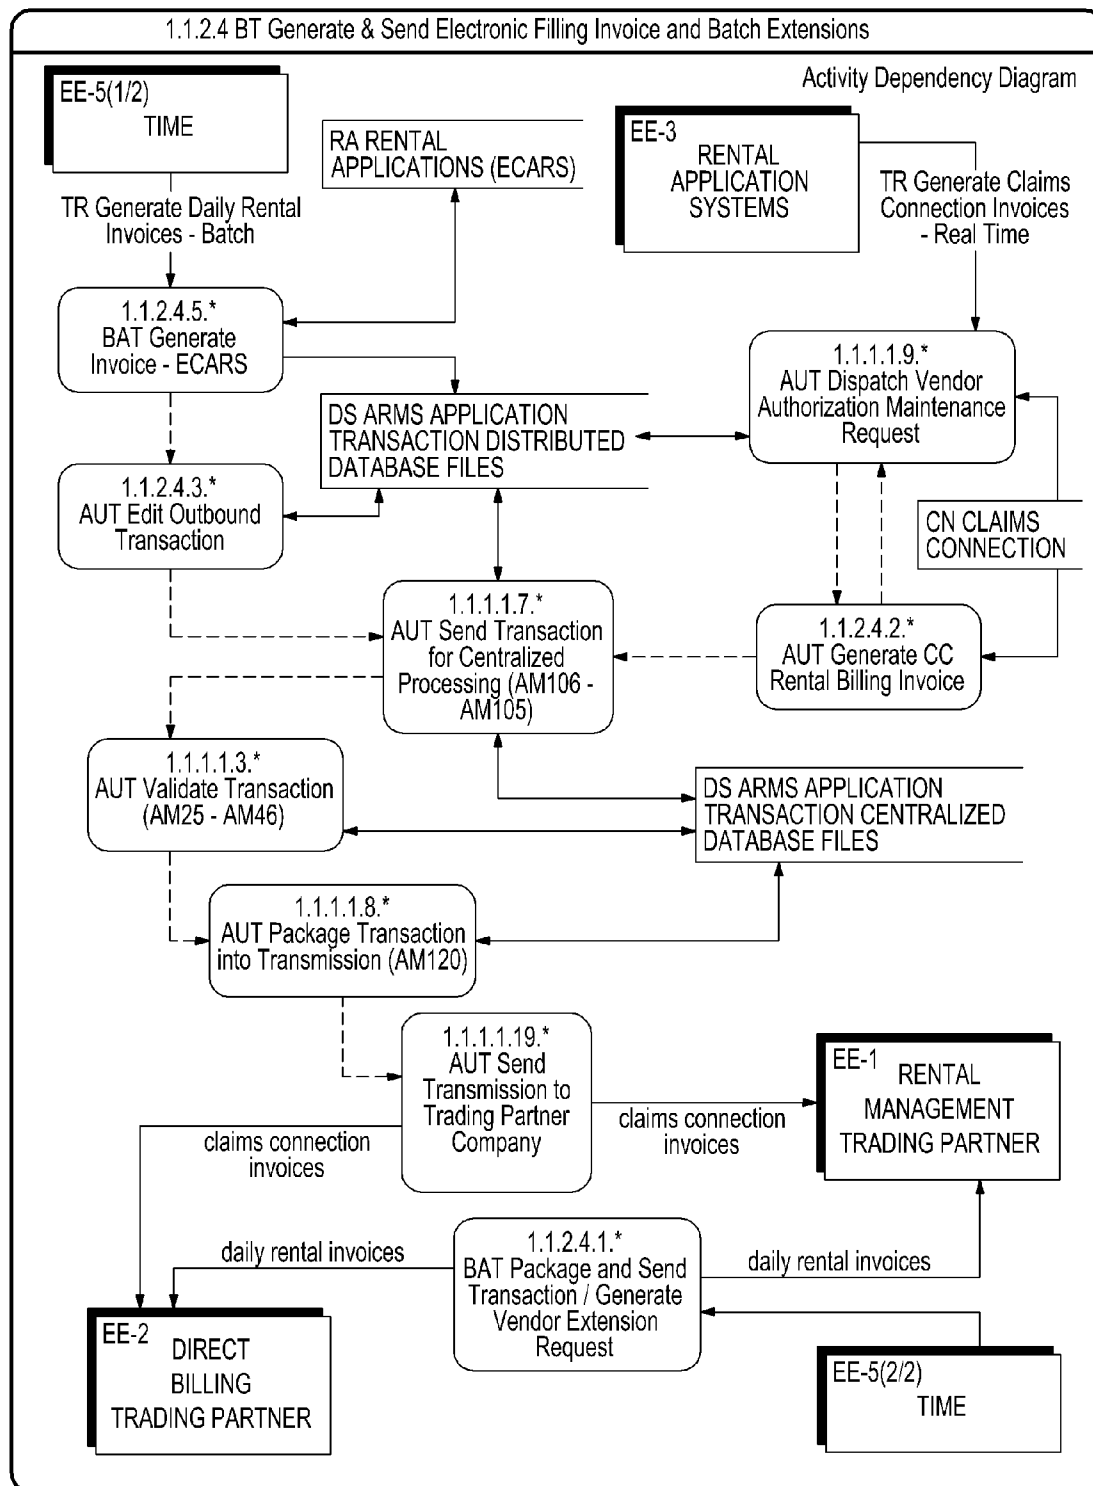 1.1.2.4 BT Generate & Send Electronic Filling Invoice and Batch Extensions
Activity Dependency Diagram
EE-5(1/2)
TIME
RA RENTAL
APPLICATIONS (ECARS)
EE-3
RENTAL
APPLICATION
SYSTEMS
TR Generate Daily Rental
Invoices - Batch
TR Generate Claims
Connection Invoices
- Real Time
1.1.2.4.5.*
BAT Generate
Invoice - ECARS
1.1.1.1.9.*
AUT Dispatch Vendor
Authorization Maintenance
Request
DS ARMS APPLICATION
TRANSACTION DISTRIBUTED
DATABASE FILES
1.1.2.4.3.*
AUT Edit Outbound
Transaction
CN CLAIMS
CONNECTION
1.1.1.1.7.*
AUT Send Transaction
for Centralized
Processing (AM106 -
AM105)
1.1.2.4.2.*
AUT Generate CC
Rental Billing Invoice
1.1.1.1.3.*
AUT Validate Transaction
(AM25 - AM46)
DS ARMS APPLICATION
TRANSACTION CENTRALIZED
DATABASE FILES
1.1.1.1.8.*
AUT Package Transaction
into Transmission (AM120)
1.1.1.1.19.*
AUT Send
Transmission to
Trading Partner
Company
EE-1
RENTAL
MANAGEMENT
TRADING PARTNER
claims connection
invoices
claims connection
invoices
daily rental invoices
1.1.2.4.1.*
BAT Package and Send
Transaction / Generate
Vendor Extension
Request
daily rental invoices
EE-2
DIRECT
BILLING
TRADING PARTNER
EE-5(2/2)
TIME